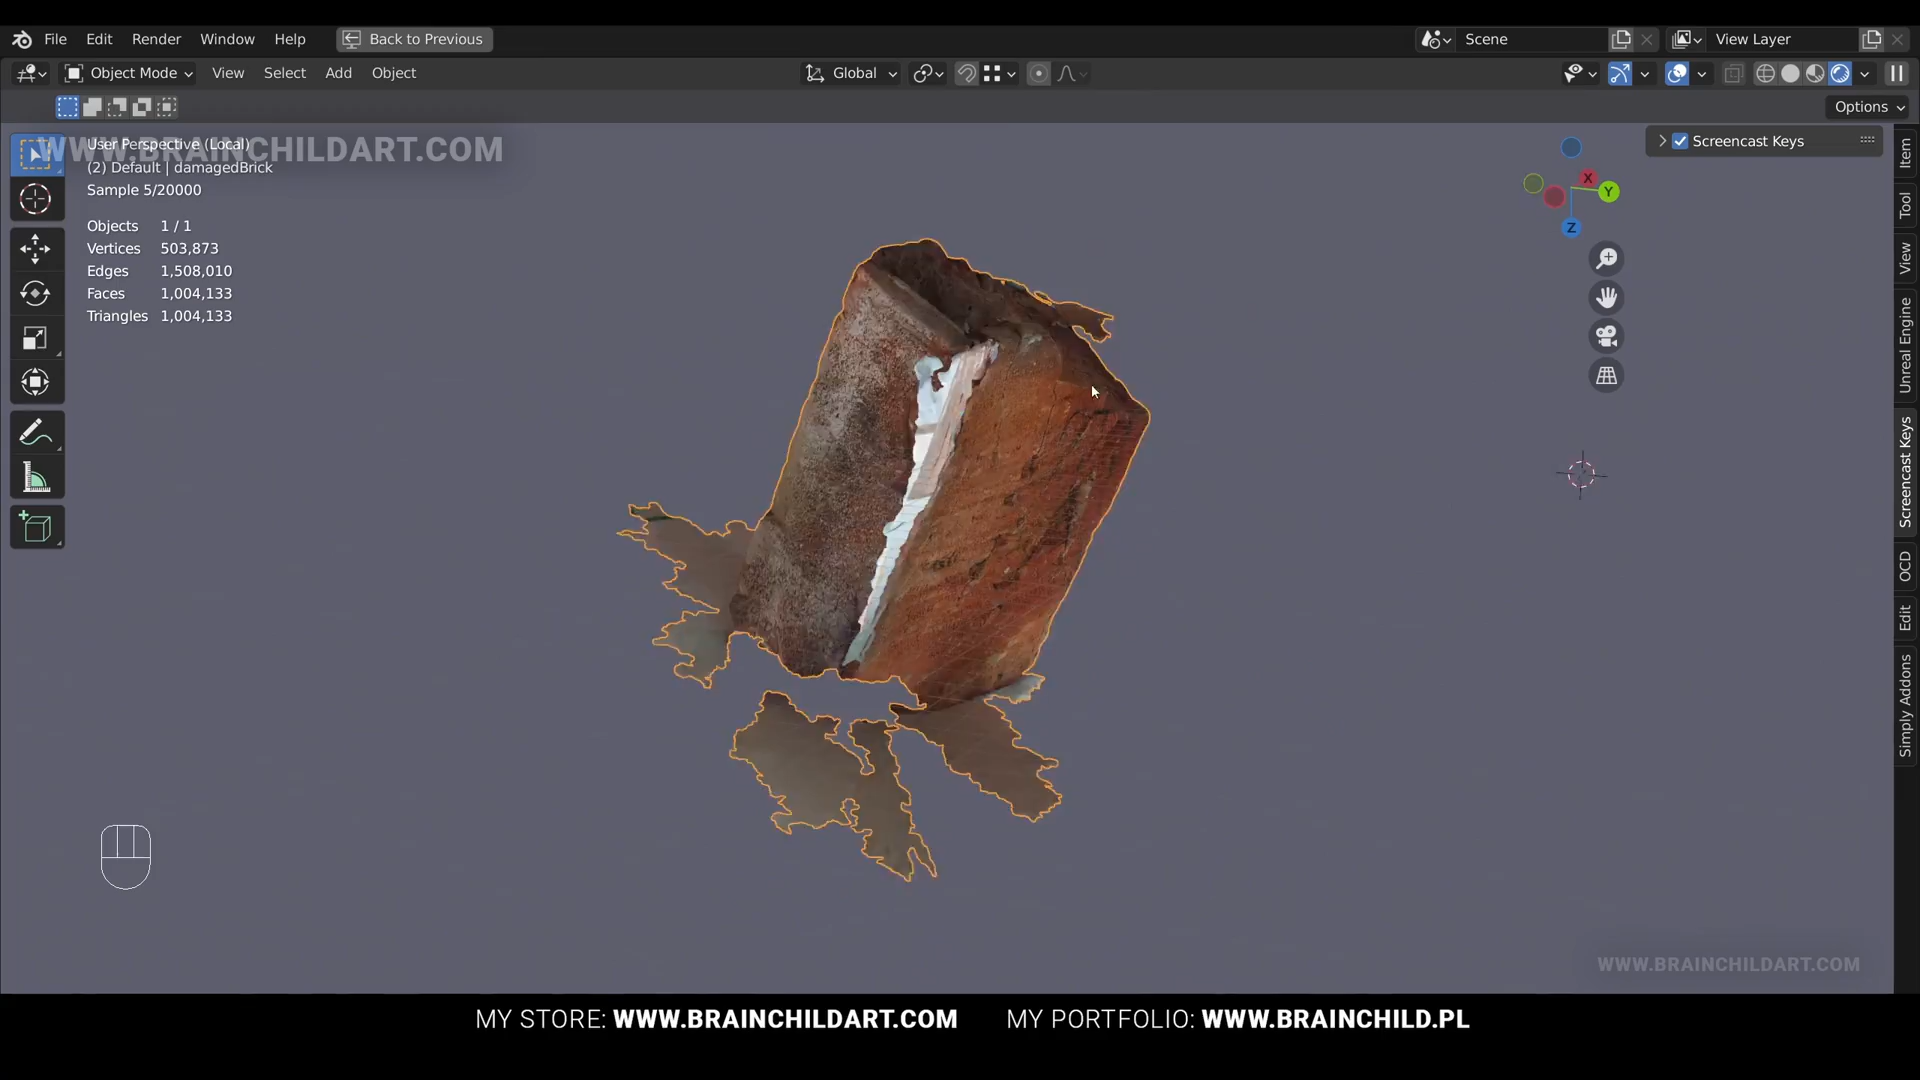 File Edit Render Window Help Back to Previous Scene View Layer
Object Mode View Select Add Object Global
Options
WWW.BRAINCHILDART.COM
User Perspective (Local)
(2) Default | damagedBrick
Sample 5/20000
Objects 1 / 1
Vertices 503,873
Edges 1,508,010
Faces 1,004,133
Triangles 1,004,133
Screencast Keys
X
Y
Z
Item
Tool
View
Unreal Engine
Screencast Keys
OCD
Edit
Simply Addons
WWW.BRAINCHILDART.COM
MY STORE: WWW.BRAINCHILDART.COM MY PORTFOLIO: WWW.BRAINCHILD.PL